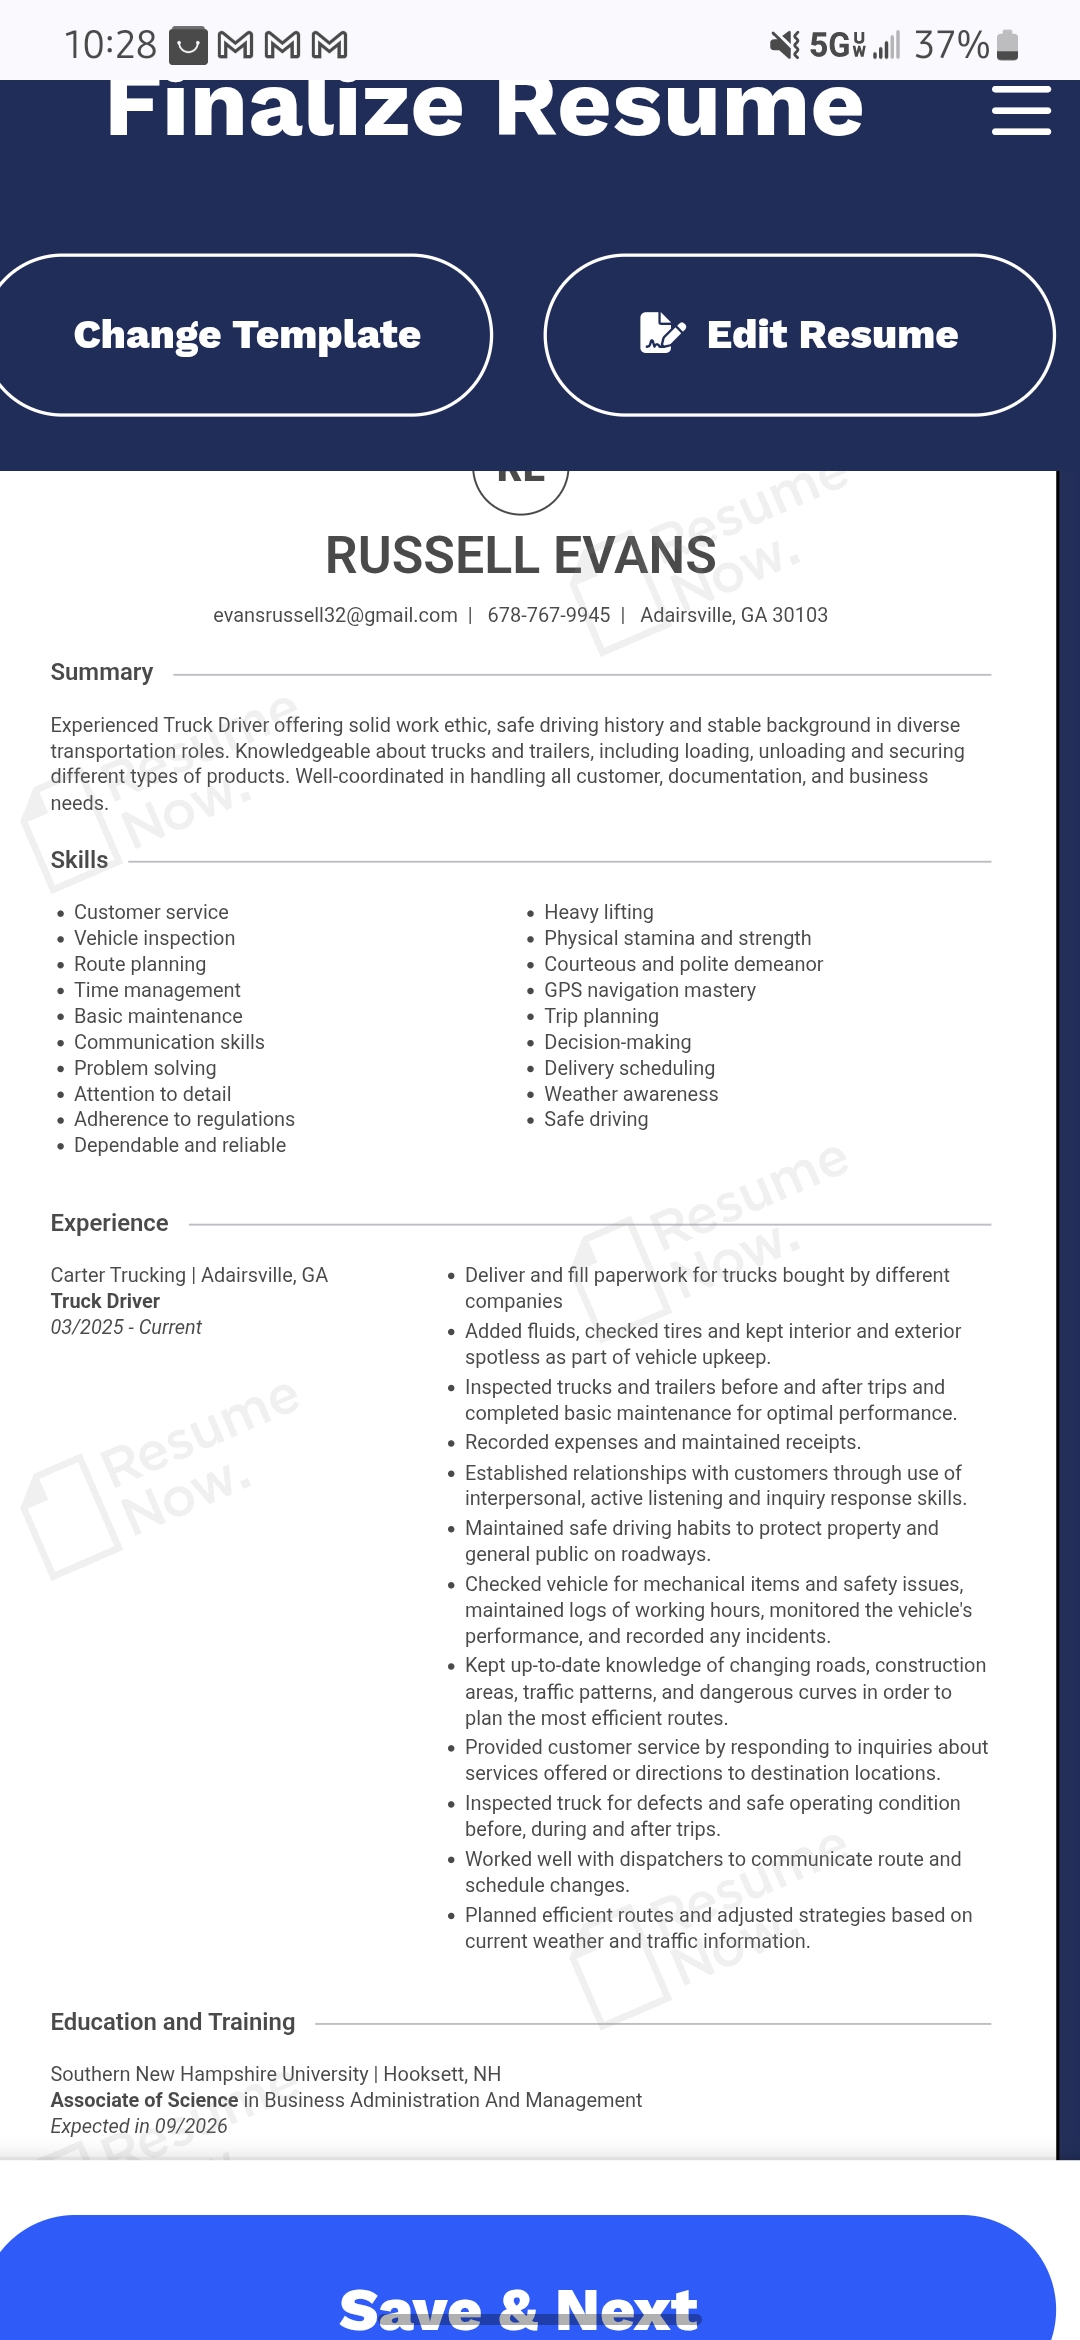 10:28 5G UW 37%
Finalize Resume
Change Template
Edit Resume
RUSSELL EVANS
evansrussell32@gmail.com | 678-767-9945 | Adairsville, GA 30103
Summary
Experienced Truck Driver offering solid work ethic, safe driving history and stable background in diverse
transportation roles. Knowledgeable about trucks and trailers, including loading, unloading and securing
different types of products. Well-coordinated in handling all customer, documentation, and business
needs.
Skills
• Customer service
• Vehicle inspection
• Route planning
• Time management
• Basic maintenance
• Communication skills
• Problem solving
• Attention to detail
• Adherence to regulations
• Dependable and reliable
• Heavy lifting
• Physical stamina and strength
• Courteous and polite demeanor
• GPS navigation mastery
• Trip planning
• Decision-making
• Delivery scheduling
• Weather awareness
• Safe driving
Experience
Carter Trucking | Adairsville, GA
Truck Driver
03/2025 - Current
• Deliver and fill paperwork for trucks bought by different
companies
• Added fluids, checked tires and kept interior and exterior
spotless as part of vehicle upkeep.
• Inspected trucks and trailers before and after trips and
completed basic maintenance for optimal performance.
• Recorded expenses and maintained receipts.
• Established relationships with customers through use of
interpersonal, active listening and inquiry response skills.
• Maintained safe driving habits to protect property and
general public on roadways.
• Checked vehicle for mechanical items and safety issues,
maintained logs of working hours, monitored the vehicle's
performance, and recorded any incidents.
• Kept up-to-date knowledge of changing roads, construction
areas, traffic patterns, and dangerous curves in order to
plan the most efficient routes.
• Provided customer service by responding to inquiries about
services offered or directions to destination locations.
• Inspected truck for defects and safe operating condition
before, during and after trips.
• Worked well with dispatchers to communicate route and
schedule changes.
• Planned efficient routes and adjusted strategies based on
current weather and traffic information.
Education and Training
Southern New Hampshire University | Hooksett, NH
Associate of Science in Business Administration And Management
Expected in 09/2026
Save & Next
Resume
Now.
Resume
Now.
Resume
Now.
Resume
Now.
Resume
Now.
Resume